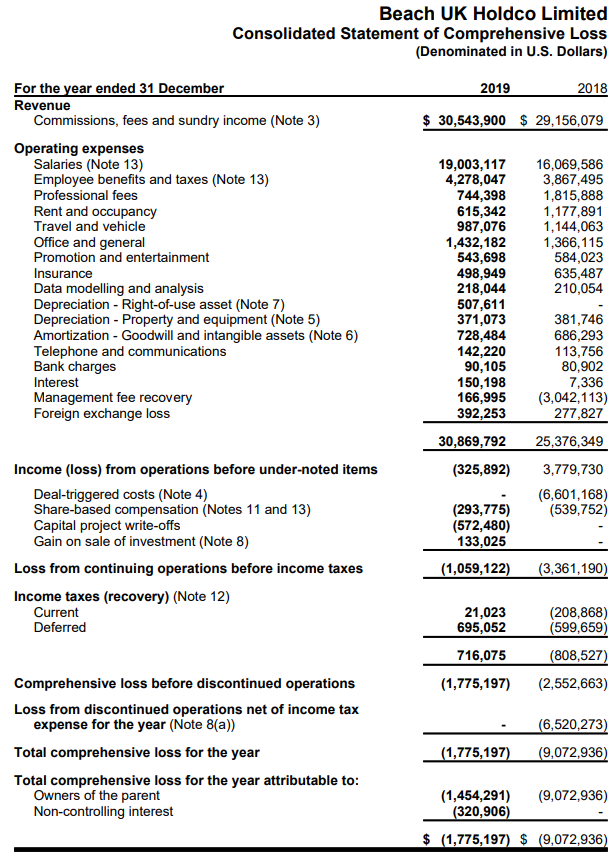 Beach UK Holdco Limited
Consolidated Statement of Comprehensive Loss
(Denominated in U.S. Dollars)
For the year ended 31 December 2019 2018
Revenue
Commissions, fees and sundry income (Note 3) $ 30,543,900 $ 29,156,079
Operating expenses
Salaries (Note 13) 19,003,117 16,069,586
Employee benefits and taxes (Note 13) 4,278,047 3,867,495
Professional fees 744,398 1,815,888
Rent and occupancy 615,342 1,177,891
Travel and vehicle 987,076 1,144,063
Office and general 1,432,182 1,366,115
Promotion and entertainment 543,698 584,023
Insurance 498,949 635,487
Data modelling and analysis 218,044 210,054
Depreciation - Right-of-use asset (Note 7) 507,611 -
Depreciation - Property and equipment (Note 5) 371,073 381,746
Amortization - Goodwill and intangible assets (Note 6) 728,484 686,293
Telephone and communications 142,220 113,756
Bank charges 90,105 80,902
Interest 150,198 7,336
Management fee recovery 166,995 (3,042,113)
Foreign exchange loss 392,253 277,827
30,869,792 25,376,349
Income (loss) from operations before under-noted items (325,892) 3,779,730
Deal-triggered costs (Note 4) - (6,601,168)
Share-based compensation (Notes 11 and 13) (293,775) (539,752)
Capital project write-offs (572,480) -
Gain on sale of investment (Note 8) 133,025 -
Loss from continuing operations before income taxes (1,059,122) (3,361,190)
Income taxes (recovery) (Note 12)
Current 21,023 (208,868)
Deferred 695,052 (599,659)
716,075 (808,527)
Comprehensive loss before discontinued operations (1,775,197) (2,552,663)
Loss from discontinued operations net of income tax
expense for the year (Note 8(a)) - (6,520,273)
Total comprehensive loss for the year (1,775,197) (9,072,936)
Total comprehensive loss for the year attributable to:
Owners of the parent (1,454,291) (9,072,936)
Non-controlling interest (320,906) -
$ (1,775,197) $ (9,072,936)